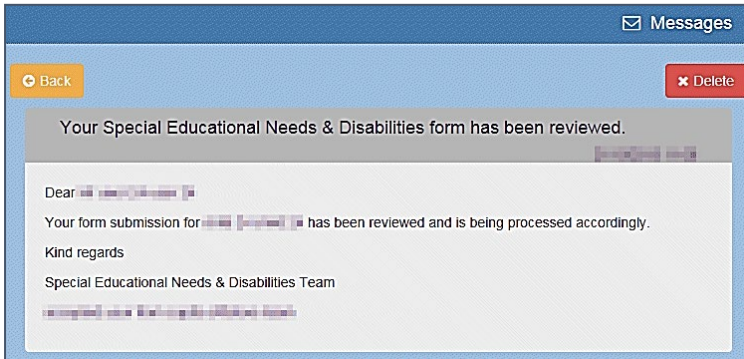 Messages
Back
Delete
Your Special Educational Needs & Disabilities form has been reviewed.
Dear
Your form submission for has been reviewed and is being processed accordingly.
Kind regards
Special Educational Needs & Disabilities Team